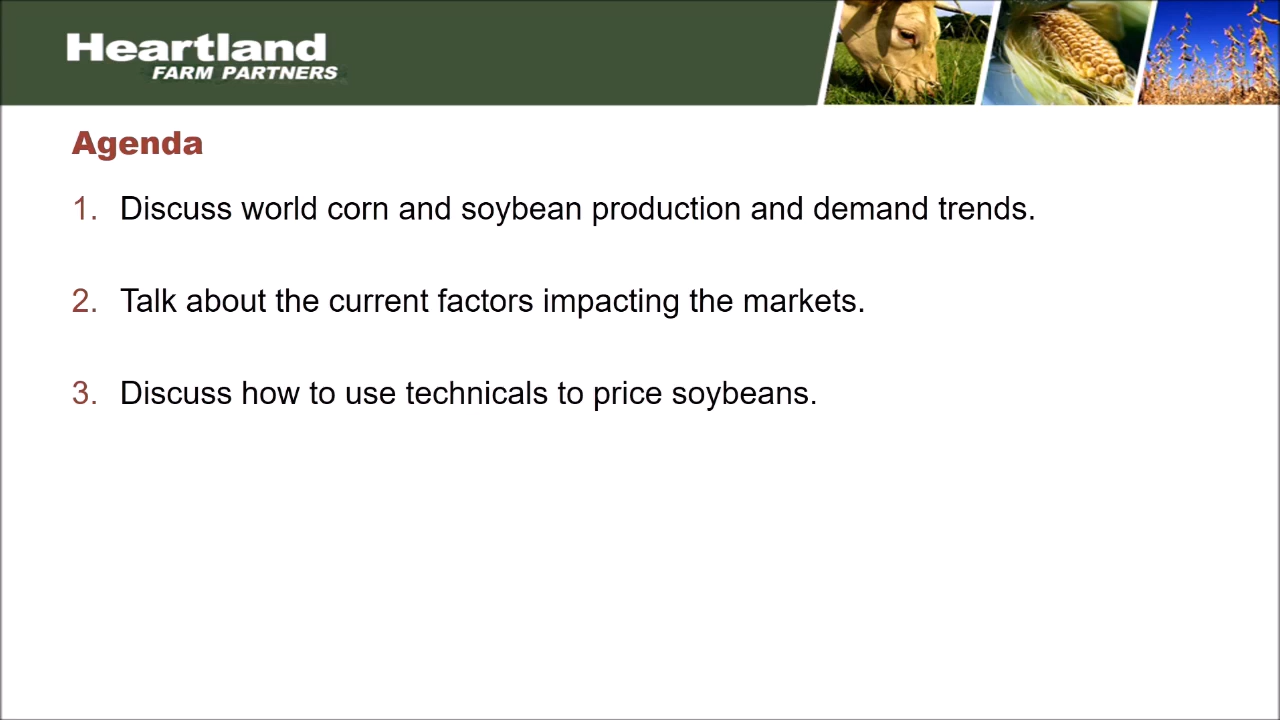 Heartland
FARM PARTNERS
Agenda
1. Discuss world corn and soybean production and demand trends.
2. Talk about the current factors impacting the markets.
3. Discuss how to use technicals to price soybeans.